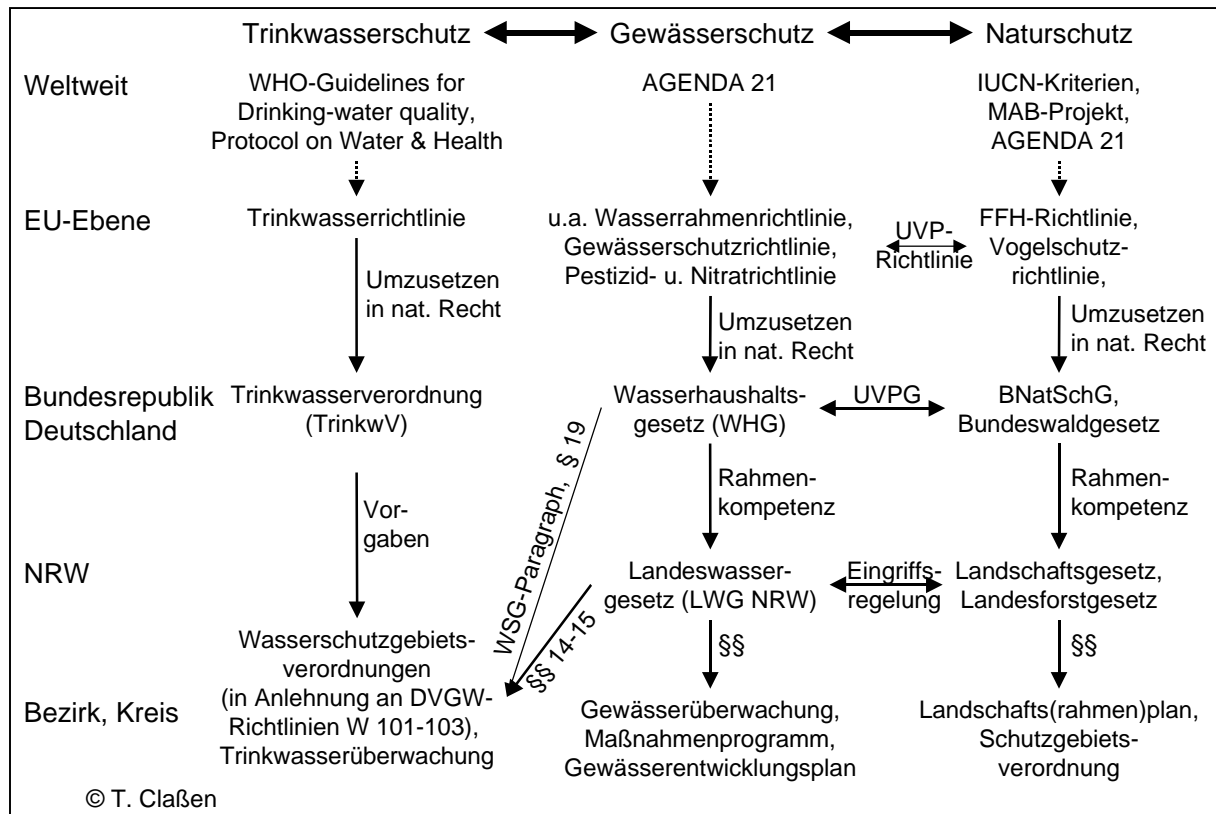 Trinkwasserschutz
Gewässerschutz
Naturschutz
Weltweit
WHO-Guidelines for
Drinking-water quality,
Protocol on Water & Health
AGENDA 21
IUCN-Kriterien,
MAB-Projekt,
AGENDA 21
EU-Ebene
Trinkwasserrichtlinie
u.a. Wasserrahmenrichtlinie,
Gewässerschutzrichtlinie,
Pestizid- u. Nitratrichtlinie
UVP-
Richtlinie
FFH-Richtlinie,
Vogelschutz-
richtlinie,
Umzusetzen
in nat. Recht
Umzusetzen
in nat. Recht
Umzusetzen
in nat. Recht
Bundesrepublik
Deutschland
Trinkwasserverordnung
(TrinkwV)
Wasserhaushalts-
gesetz (WHG)
UVPG
BNatSchG,
Bundeswaldgesetz
WSG-Paragraph, § 19
Vor-
gaben
Rahmen-
kompetenz
Rahmen-
kompetenz
NRW
Landeswasser-
gesetz (LWG NRW)
Eingriffs-
regelung
Landschaftsgesetz,
Landesforstgesetz
§§ 14-15
§§
§§
Bezirk, Kreis
Wasserschutzgebiets-
verordnungen
(in Anlehnung an DVGW-
Richtlinien W 101-103),
Trinkwasserüberwachung
Gewässerüberwachung,
Maßnahmenprogramm,
Gewässerentwicklungsplan
Landschafts(rahmen)plan,
Schutzgebiets-
verordnung
© T. Claßen